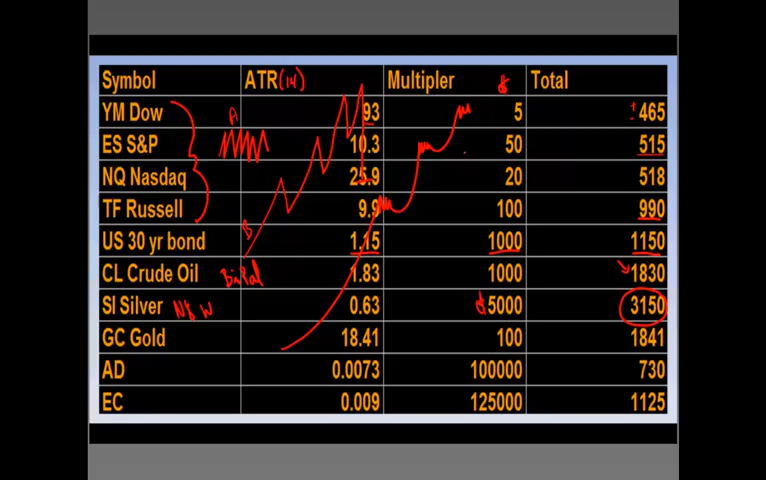 Symbol ATR (14) Multipler $ Total
YM Dow 93 5 465
ES S&P 10.3 50 515
NQ Nasdaq 25.9 20 518
TF Russell 9.9 100 990
US 30 yr bond 1.15 1000 1150
CL Crude Oil 1.83 1000 1830
SI Silver 0.63 $5000 3150
GC Gold 18.41 100 1841
AD 0.0073 100000 730
EC 0.009 125000 1125
A
B